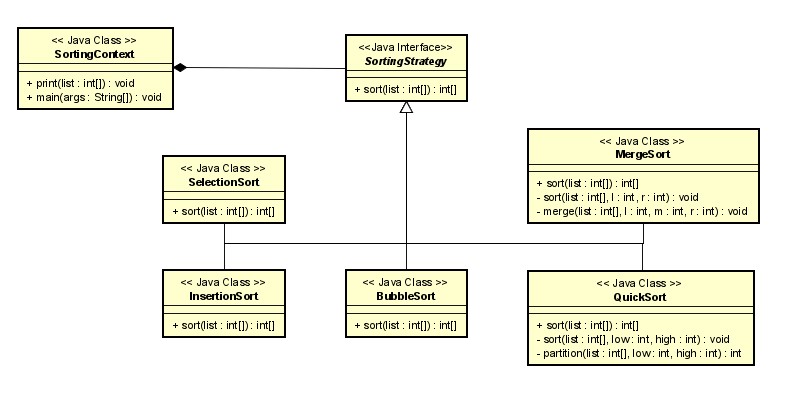 << Java Class >>
SortingContext
+ print(list : int[]) : void
+ main(args : String[]) : void
<<Java Interface>>
SortingStrategy
+ sort(list : int[]) : int[]
<< Java Class >>
SelectionSort
+ sort(list : int[]) : int[]
<< Java Class >>
MergeSort
+ sort(list : int[]) : int[]
- sort(list : int[], l : int, r : int) : void
- merge(list : int[], l : int, m : int, r : int) : void
<< Java Class >>
InsertionSort
+ sort(list : int[]) : int[]
<< Java Class >>
BubbleSort
+ sort(list : int[]) : int[]
<< Java Class >>
QuickSort
+ sort(list : int[]) : int[]
- sort(list : int[], low : int, high : int) : void
- partition(list : int[], low : int, high : int) : int